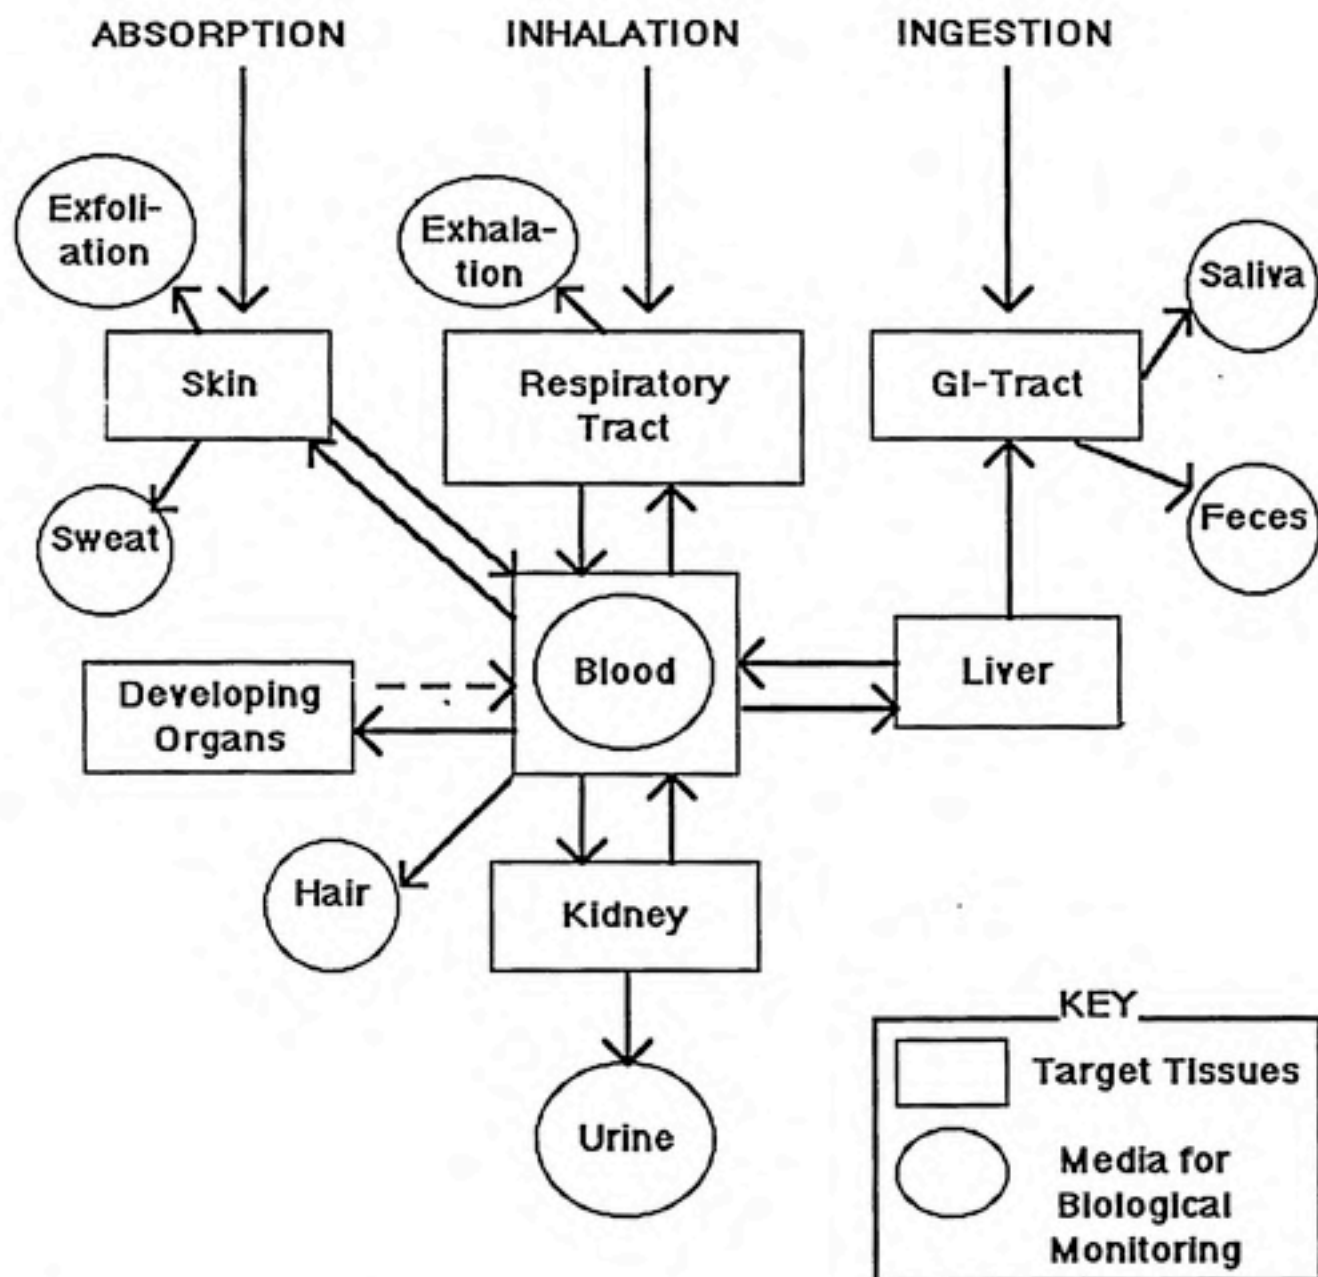 ABSORPTION
INHALATION
INGESTION
Exfoli-
ation
Exhala-
tion
Saliva
Skin
Respiratory
Tract
GI-Tract
Sweat
Feces
Developing
Organs
Blood
Liver
Hair
Kidney
Urine
KEY
Target Tissues
Media for
Biological
Monitoring